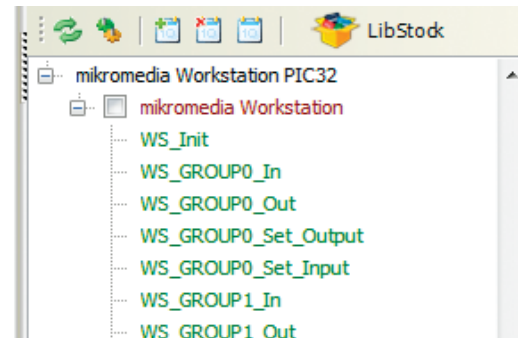 LibStock
mikromedia Workstation PIC32
mikromedia Workstation
WS_Init
WS_GROUP0_In
WS_GROUP0_Out
WS_GROUP0_Set_Output
WS_GROUP0_Set_Input
WS_GROUP1_In
WS_GROUP1_Out